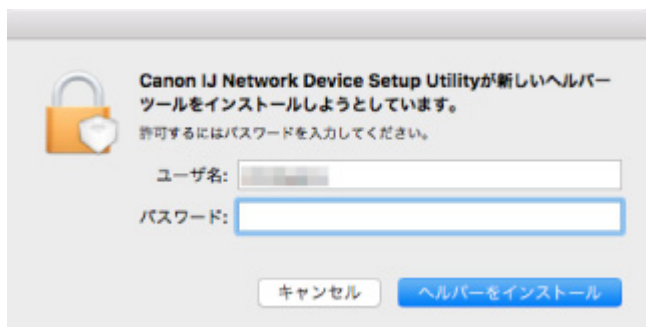 Canon IJ Network Device Setup Utilityが新しいヘルパー
ツールをインストールしようとしています。
許可するにはパスワードを入力してください。
ユーザ名:
パスワード:
キャンセル
ヘルパーをインストール